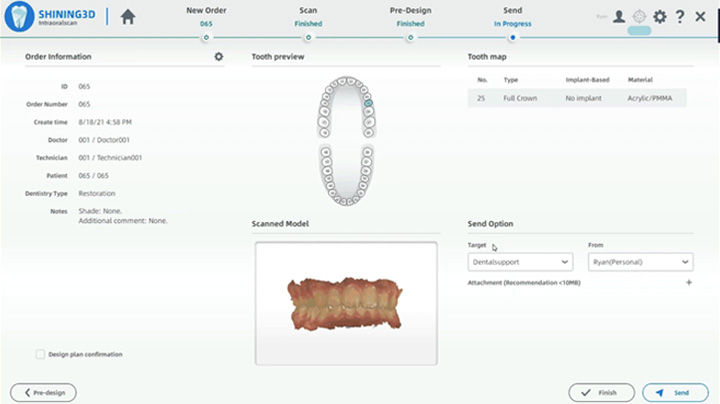 SHINING3D
Intraoralscan
New Order
065
Scan
Finished
Pre-Design
Finished
Send
In Progress
Order Information
ID 065
Order Number 065
Create time 8/18/21 4:58 PM
Doctor 001 / Doctor001
Technician 001 / Technician001
Patient 065 / 065
Dentistry Type Restoration
Notes Shade: None.
Additional comment: None.
Design plan confirmation
Pre-design
Tooth preview
Scanned Model
Tooth map
No. Type Implant-Based Material
25 Full Crown No implant Acrylic/PMMA
Send Option
Target From
Dentalsupport Ryan(Personal)
Attachment (Recommendation <10MB) +
Finish Send